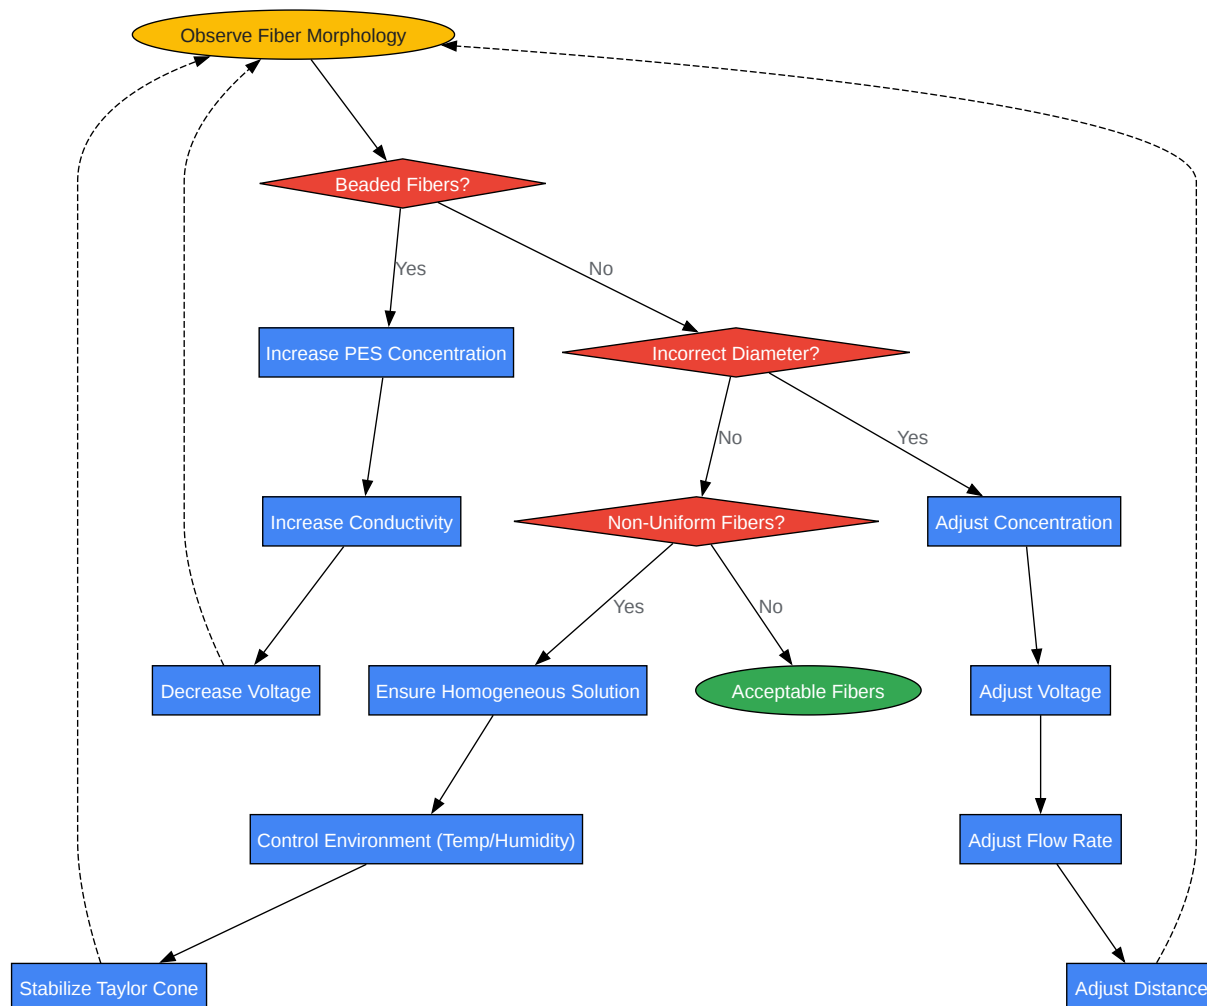 Observe Fiber Morphology
Beaded Fibers?
Yes
No
Increase PES Concentration
Incorrect Diameter?
No
Yes
Increase Conductivity
Non-Uniform Fibers?
Adjust Concentration
Yes
No
Decrease Voltage
Ensure Homogeneous Solution
Acceptable Fibers
Adjust Voltage
Control Environment (Temp/Humidity)
Adjust Flow Rate
Stabilize Taylor Cone
Adjust Distance